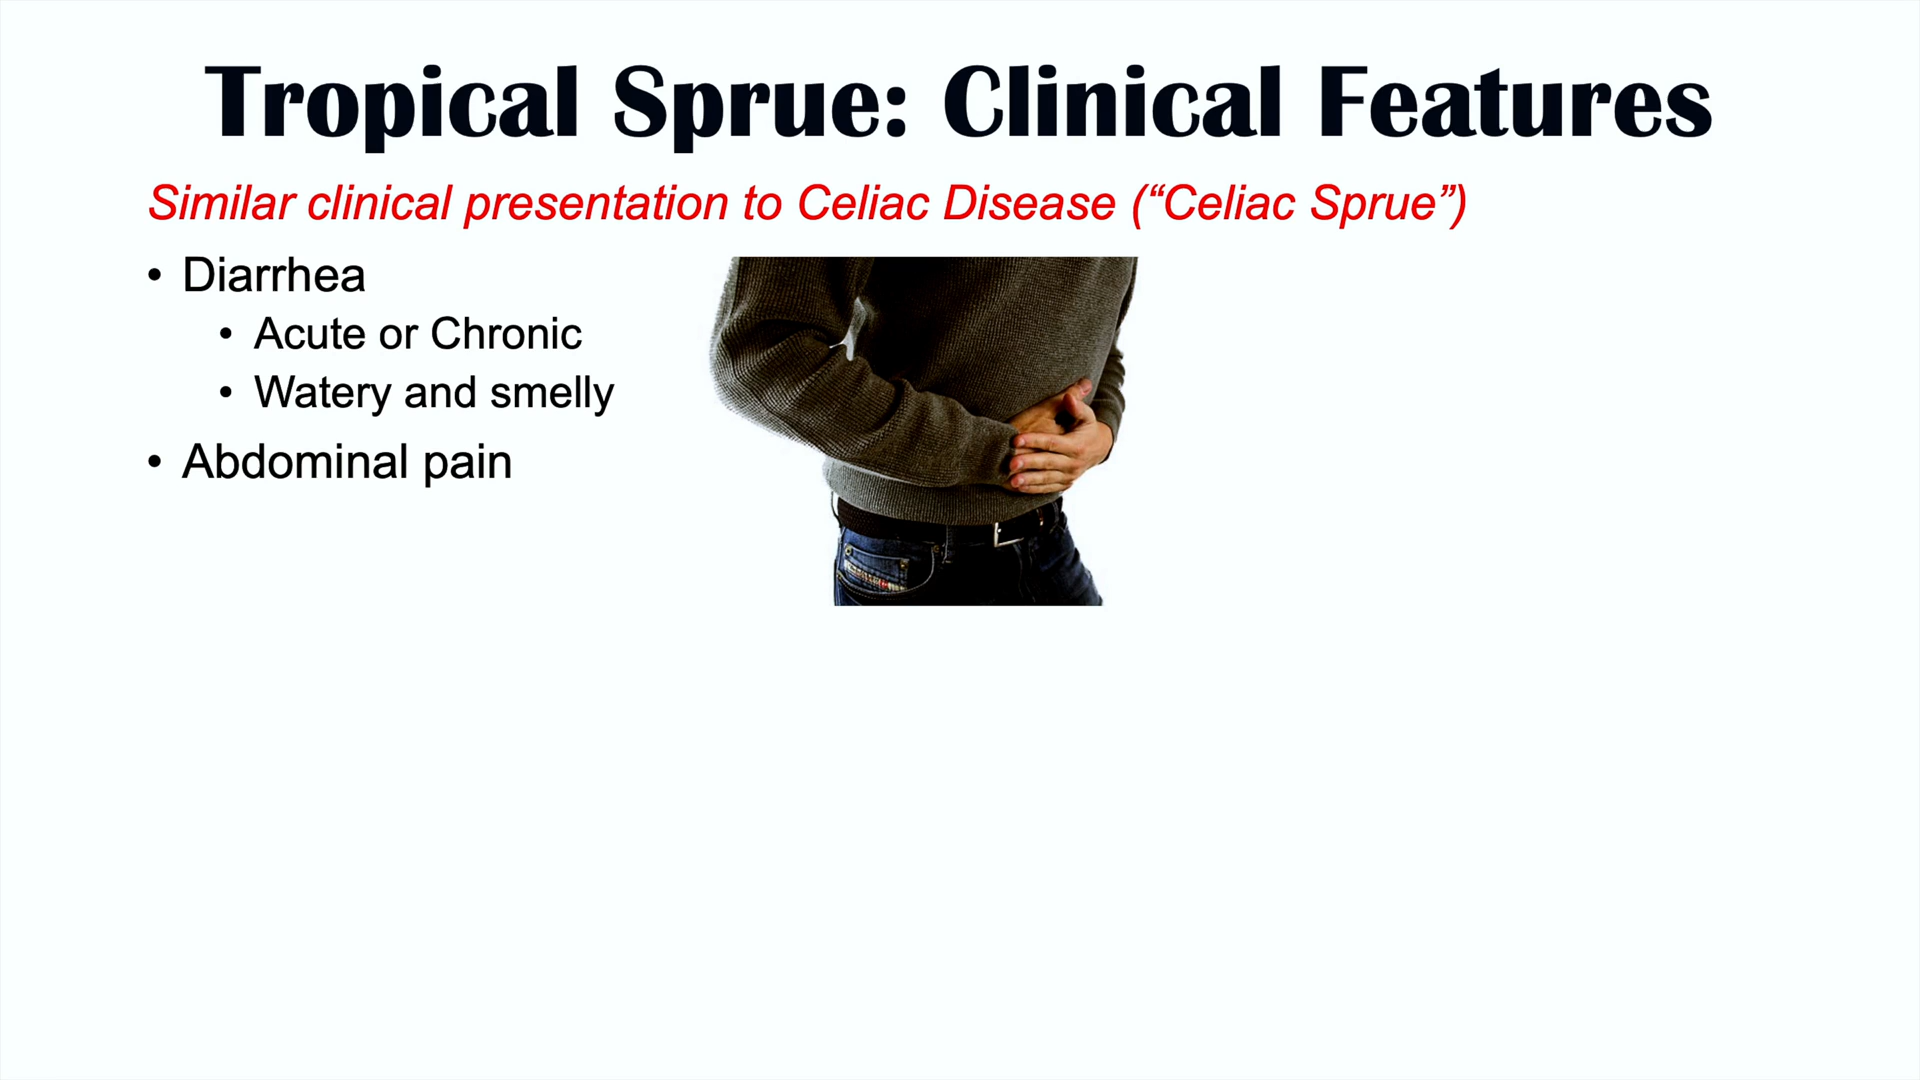 Tropical Sprue: Clinical Features
Similar clinical presentation to Celiac Disease (“Celiac Sprue”)
• Diarrhea
• Acute or Chronic
• Watery and smelly
• Abdominal pain